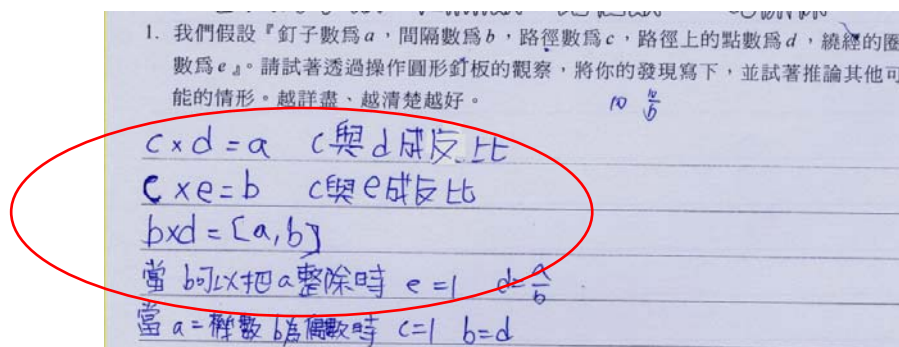 1. 我們假設『釘子數為a，間隔數為b，路徑數為c，路徑上的點數為d，繞經的圈
數為e』。請試著透過操作圓形釘板的觀察，將你的發現寫下，並試著推論其他可
能的情形。越詳盡、越清楚越好。
10 10/b
c×d=a c與d成反比
c×e=b c與e成反比
b×d=[a,b]
當 b可以把a整除時 e=1 d=a/b
當 a=樺數 b為偶數時 c=1 b=d